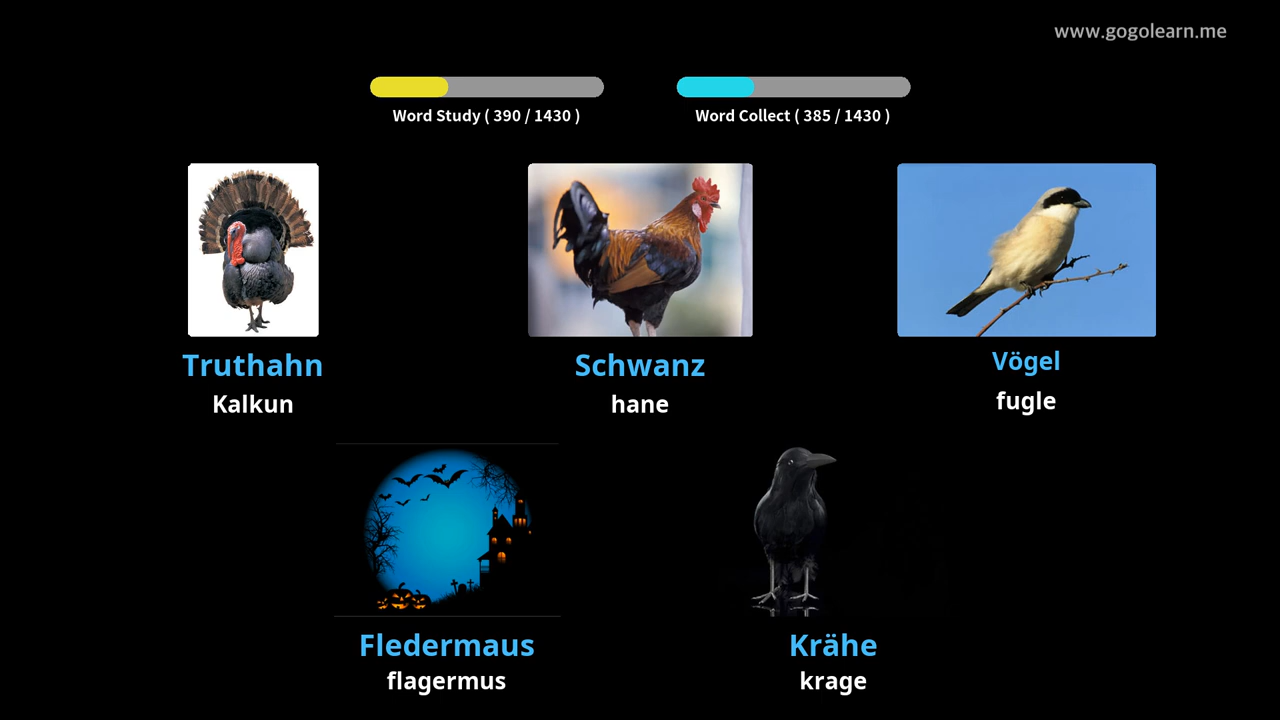 www.gogolearn.me
Word Study ( 390 / 1430 )
Word Collect ( 385 / 1430 )
Truthahn
Kalkun
Schwanz
hane
Vögel
fugle
Fledermaus
flagermus
Krähe
krage